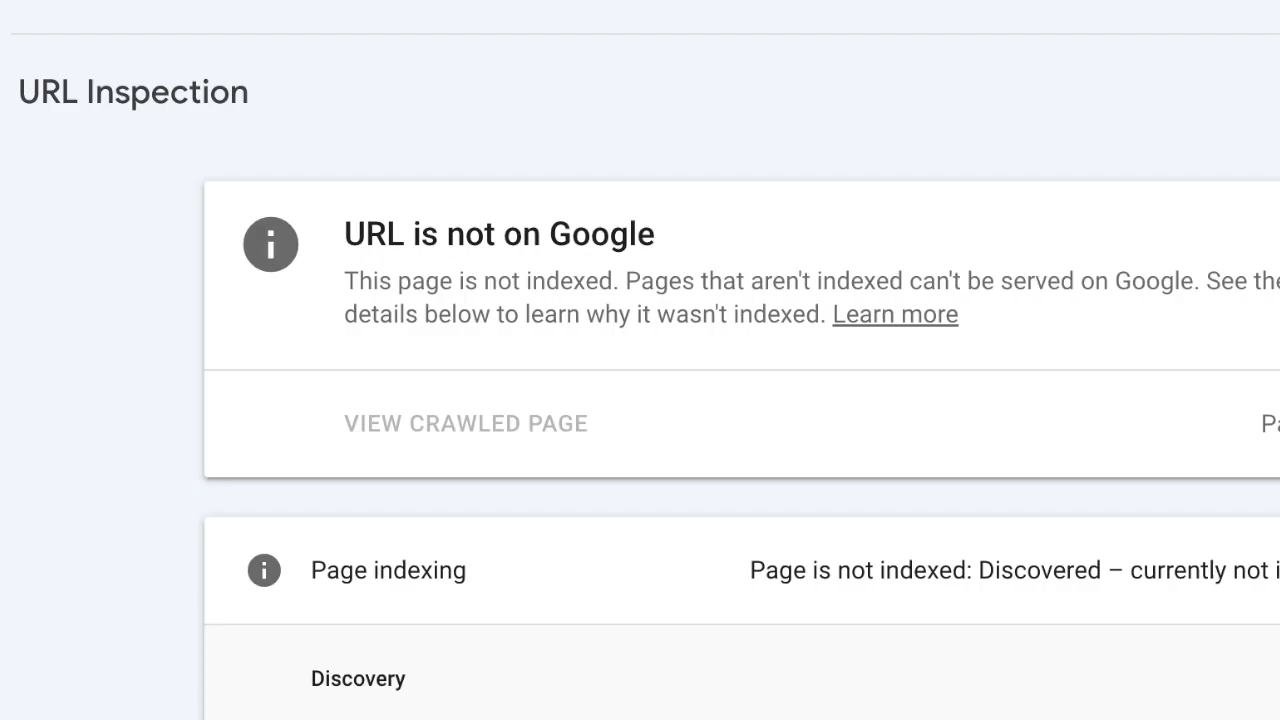 URL Inspection
URL is not on Google
This page is not indexed. Pages that aren't indexed can't be served on Google. See
details below to learn why it wasn't indexed. Learn more
VIEW CRAWLED PAGE
Page indexing
Page is not indexed: Discovered – currently not
Discovery